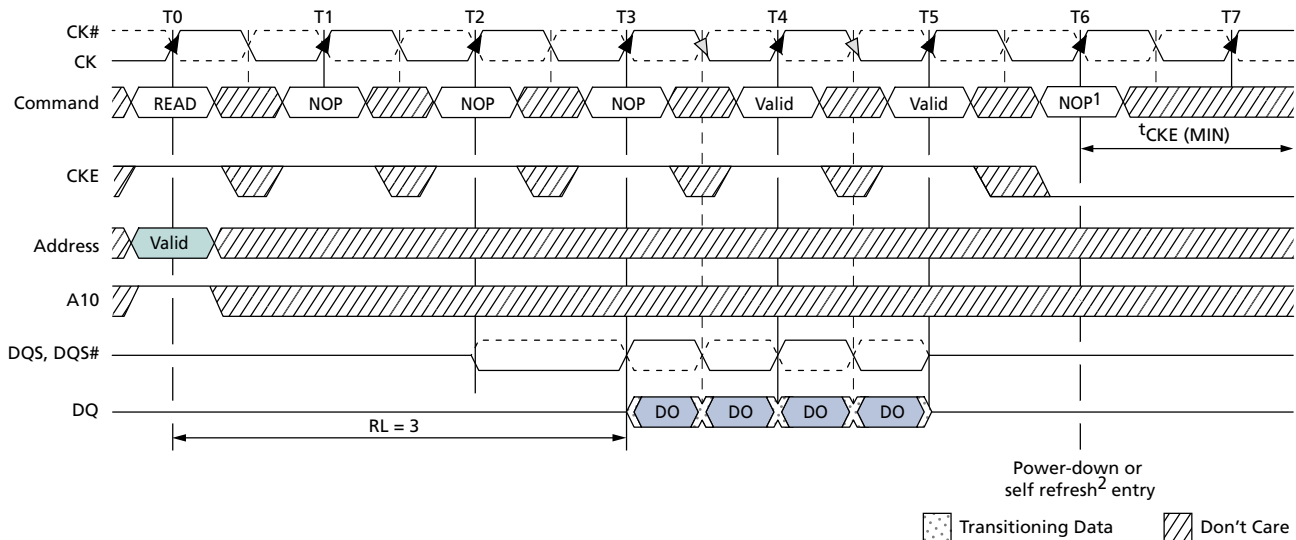 T0 T1 T2 T3 T4 T5 T6 T7
CK#
CK
Command READ NOP NOP NOP Valid Valid NOP1
tCKE (MIN)
CKE
Address Valid
A10
DQS, DQS#
DQ DO DO DO DO
RL = 3
Power-down or
self refresh2 entry
Transitioning Data Don't Care